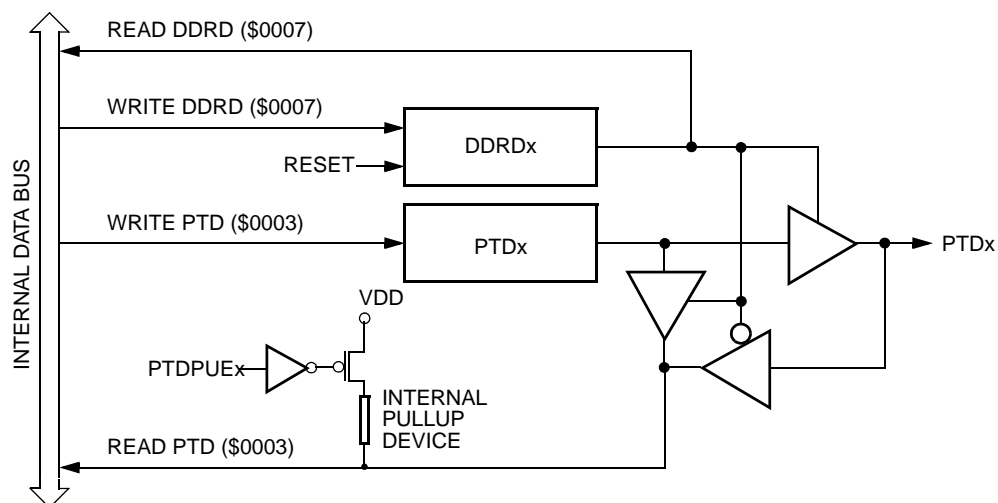 READ DDRD ($0007)
WRITE DDRD ($0007)
DDRDx
RESET
WRITE PTD ($0003)
PTDx
PTDx
VDD
PTDPUEx
INTERNAL
PULLUP
DEVICE
READ PTD ($0003)
INTERNAL DATA BUS